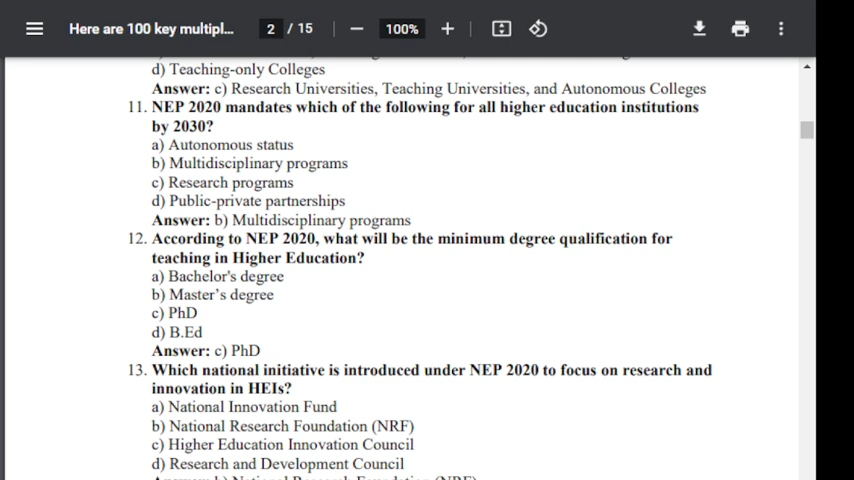 Here are 100 key multipl... 2 / 15 100%
d) Teaching-only Colleges
Answer: c) Research Universities, Teaching Universities, and Autonomous Colleges
11. NEP 2020 mandates which of the following for all higher education institutions
by 2030?
a) Autonomous status
b) Multidisciplinary programs
c) Research programs
d) Public-private partnerships
Answer: b) Multidisciplinary programs
12. According to NEP 2020, what will be the minimum degree qualification for
teaching in Higher Education?
a) Bachelor's degree
b) Master’s degree
c) PhD
d) B.Ed
Answer: c) PhD
13. Which national initiative is introduced under NEP 2020 to focus on research and
innovation in HEIs?
a) National Innovation Fund
b) National Research Foundation (NRF)
c) Higher Education Innovation Council
d) Research and Development Council
Answer: b) National Research Foundation (NRF)